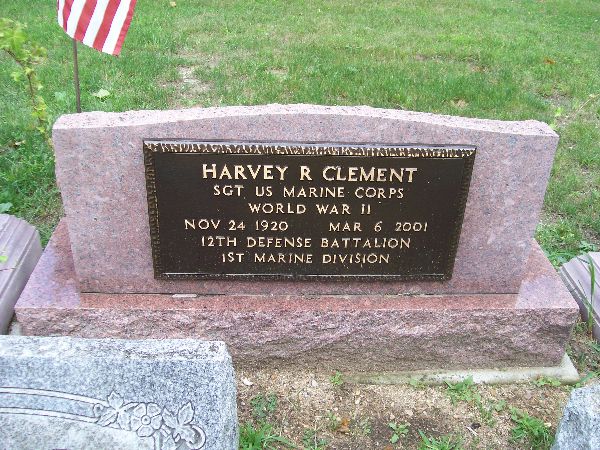 HARVEY R CLEMENT
SGT US MARINE CORPS
WORLD WAR II
NOV 24 1920 MAR 6 2001
12TH DEFENSE BATTALION
1ST MARINE DIVISION